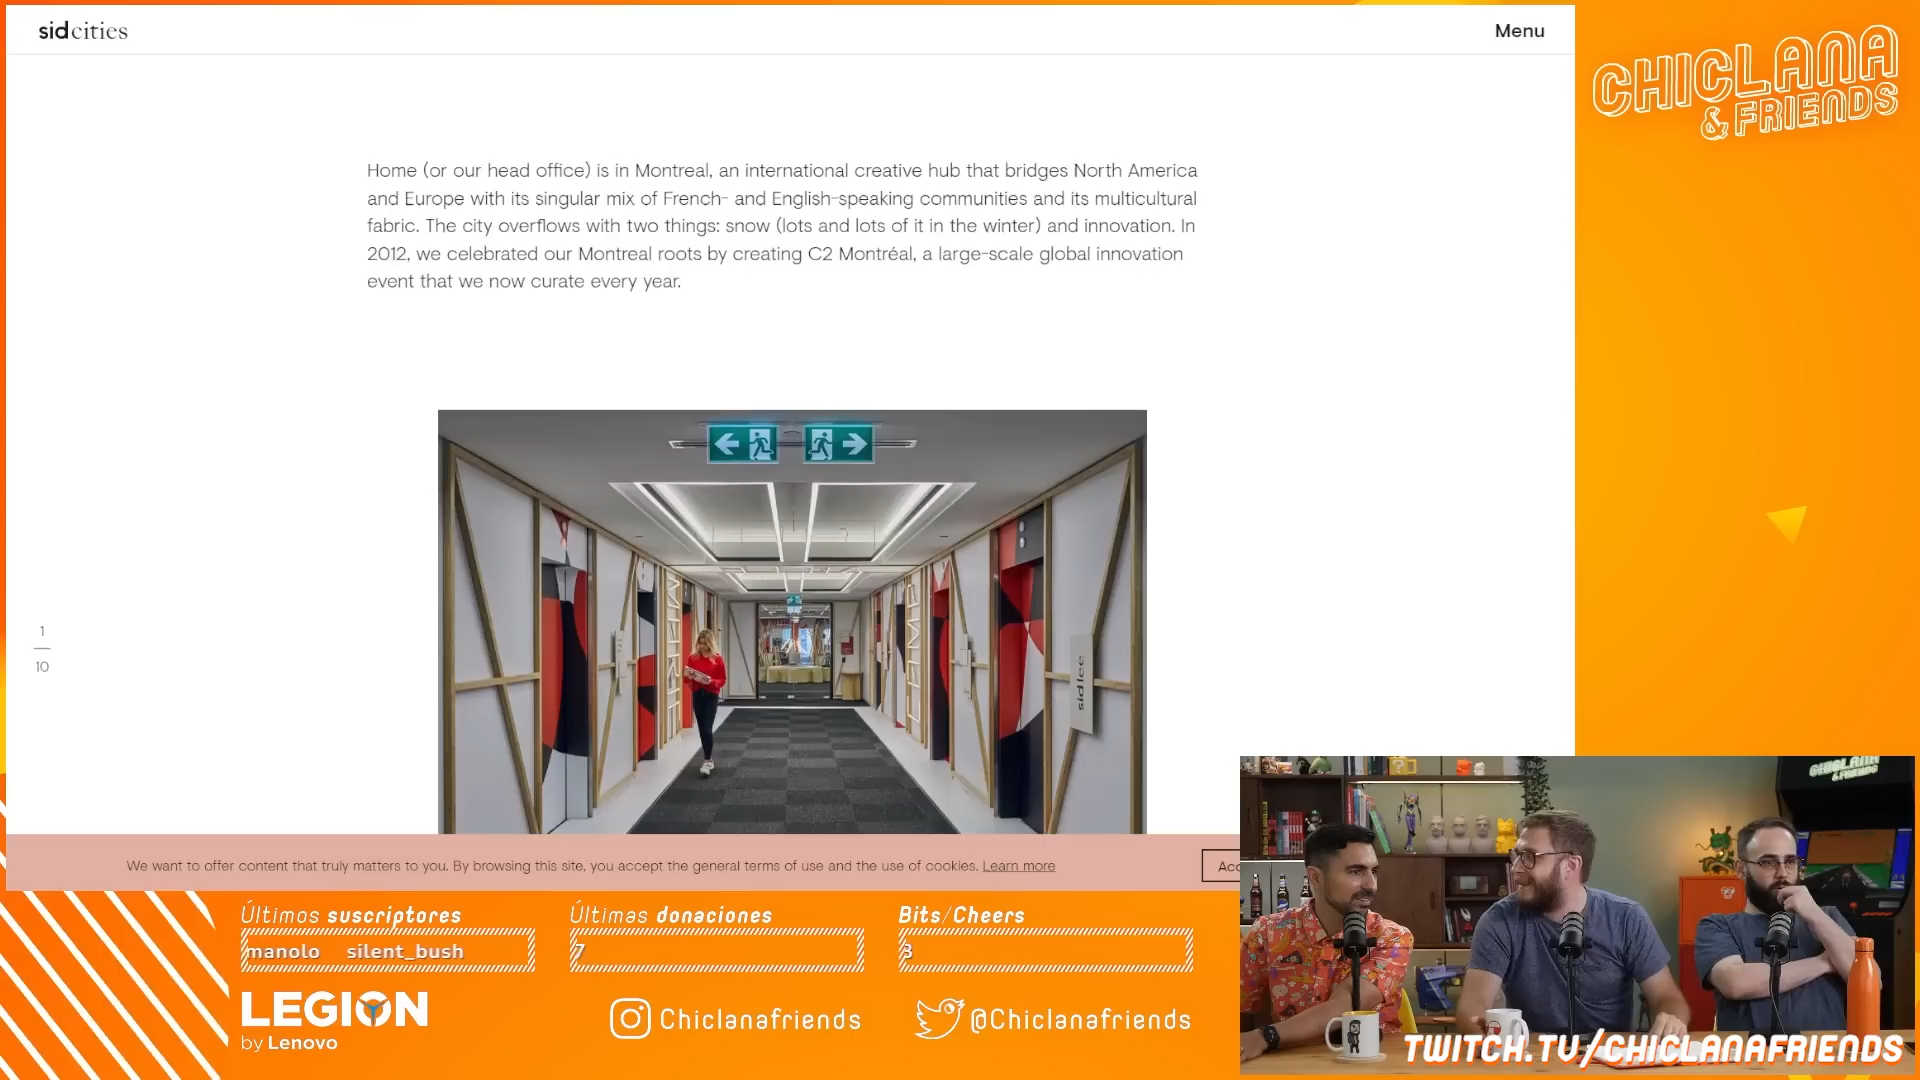 sidcities
Menu
CHICLANA
& FRIENDS
Home (or our head office) is in Montreal, an international creative hub that bridges North America
and Europe with its singular mix of French- and English-speaking communities and its multicultural
fabric. The city overflows with two things: snow (lots and lots of it in the winter) and innovation. In
2012, we celebrated our Montreal roots by creating C2 Montréal, a large-scale global innovation
event that we now curate every year.
1
10
sidlee
We want to offer content that truly matters to you. By browsing this site, you accept the general terms of use and the use of cookies. Learn more
CHICLANA
& FRIENDS
Últimos suscriptores
manolo silent_bush
Últimas donaciones
7
Bits/Cheers
3
LEGION
by Lenovo
Chiclanafriends
@Chiclanafriends
TWITCH.TV/CHICLANAFRIENDS